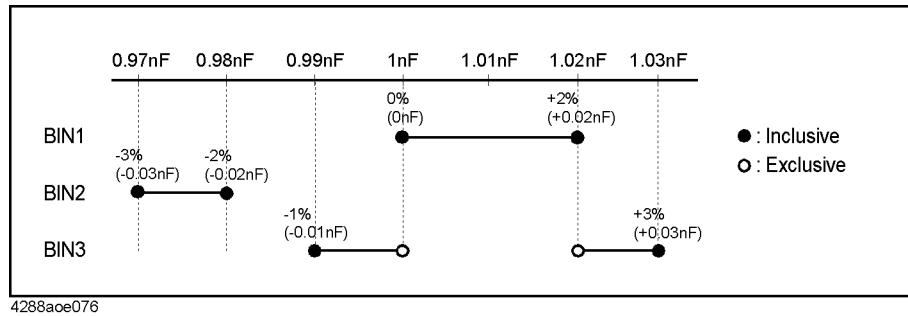 0.97nF 0.98nF 0.99nF 1nF 1.01nF 1.02nF 1.03nF
0% +2%
(0nF) (+0.02nF)
BIN1
● : Inclusive
○ : Exclusive
-3% -2%
(-0.03nF) (-0.02nF)
BIN2
-1% +3%
(-0.01nF) (+0.03nF)
BIN3
4288aoe076